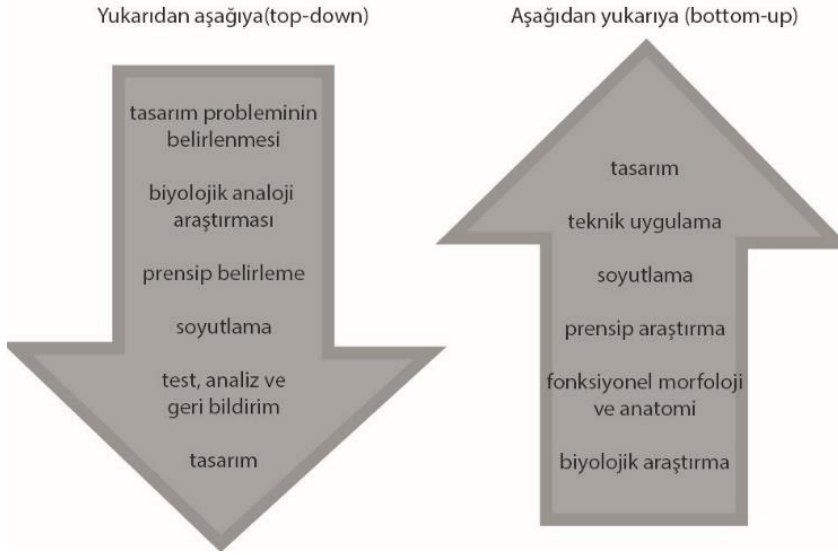 Yukarıdan aşağıya(top-down)
tasarım probleminin
belirlenmesi
biyolojik analoji
araştırması
prensip belirleme
soyutlama
test, analiz ve
geri bildirim
tasarım
Aşağıdan yukarıya (bottom-up)
tasarım
teknik uygulama
soyutlama
prensip araştırma
fonksiyonel morfoloji
ve anatomi
biyolojik araştırma